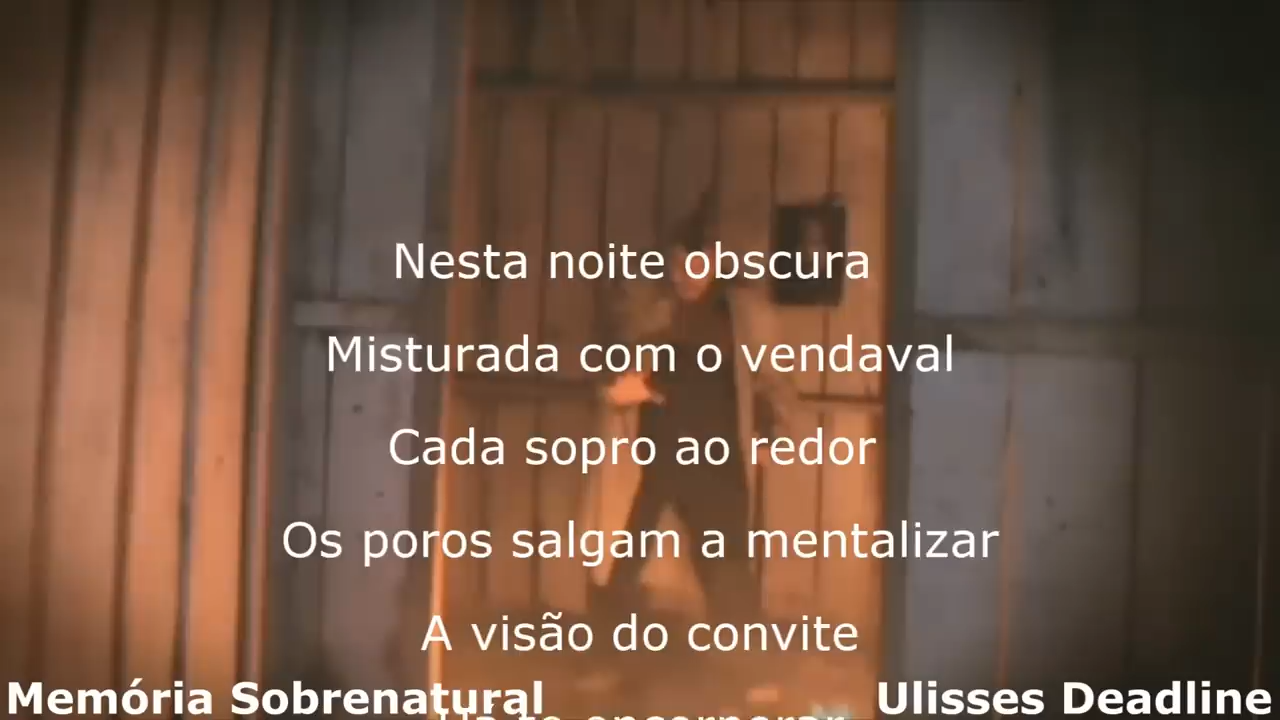 Nesta noite obscura
Misturada com o vendaval
Cada sopro ao redor
Os poros salgam a mentalizar
A visão do convite
Memória Sobrenatural
Ulisses Deadline